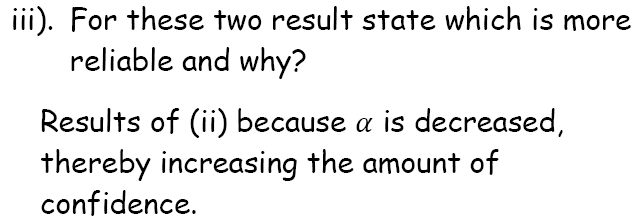 iii). For these two result state which is more
reliable and why?
Results of (ii) because α is decreased,
thereby increasing the amount of
confidence.